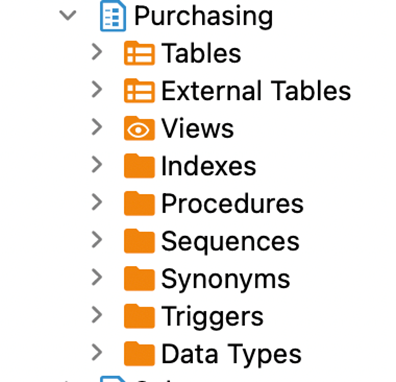 Purchasing
Tables
External Tables
Views
Indexes
Procedures
Sequences
Synonyms
Triggers
Data Types